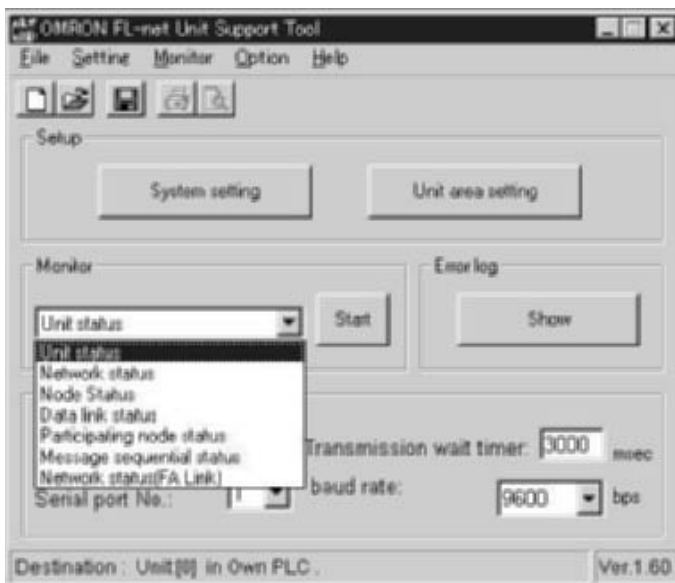 OMRON FL-net Unit Support Tool
File Setting Monitor Option Help
Setup
System setting
Unit area setting
Monitor
Error log
Unit status
Start
Show
Unit status
Network status
Node Status
Data link status
Participating node status
Message sequential status
Network status(FA Link)
Transmission wait timer: 3000 msec
Serial port No.: 1
baud rate: 9600 bps
Destination : Unit[0] in Own PLC .
Ver.1.60